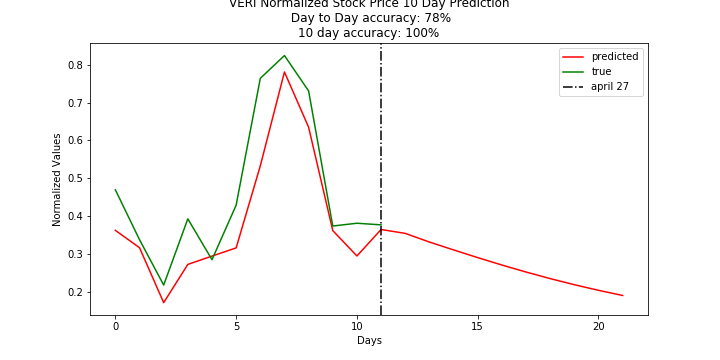 VERI Normalized Stock Price 10 Day Prediction
Day to Day accuracy: 78%
10 day accuracy: 100%
predicted
true
april 27
0.8
0.7
0.6
0.5
0.4
0.3
0.2
Normalized Values
0 5 10 15 20
Days